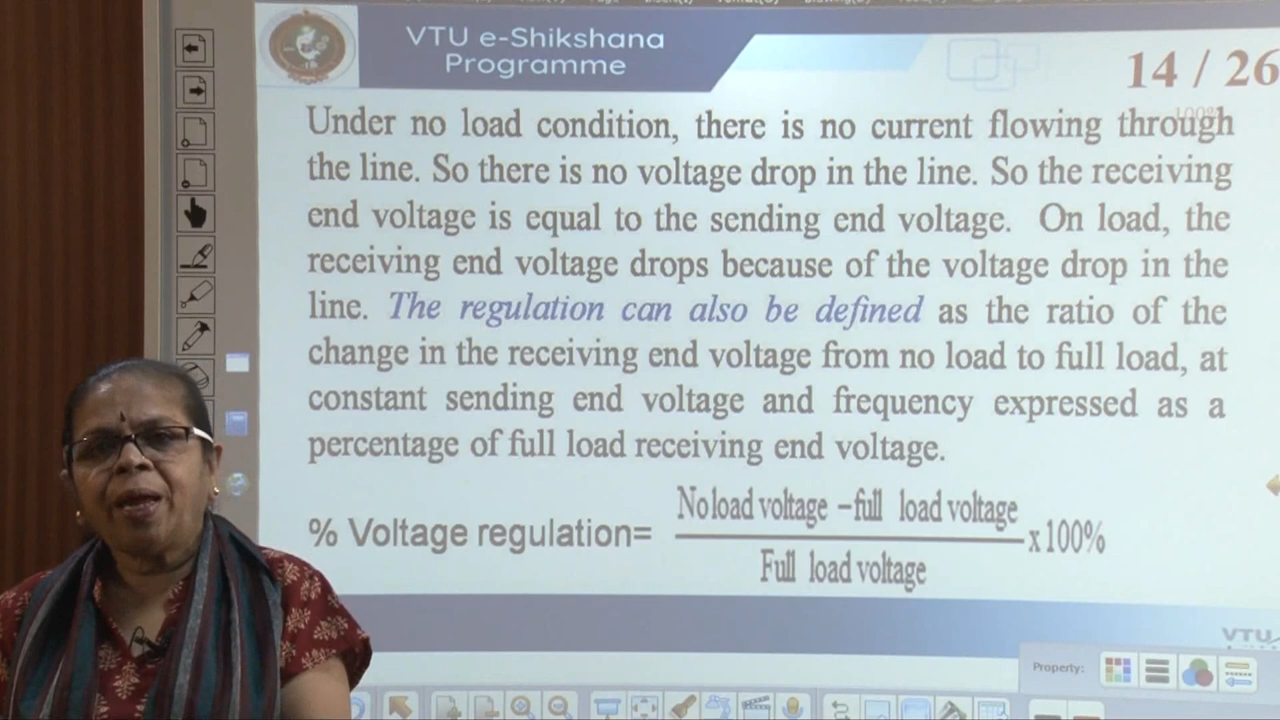 VTU e-Shikshana
Programme
14 / 26
100%
Under no load condition, there is no current flowing through
the line. So there is no voltage drop in the line. So the receiving
end voltage is equal to the sending end voltage. On load, the
receiving end voltage drops because of the voltage drop in the
line. The regulation can also be defined as the ratio of the
change in the receiving end voltage from no load to full load, at
constant sending end voltage and frequency expressed as a
percentage of full load receiving end voltage.
% Voltage regulation= No load voltage – full load voltage x 100%
Full load voltage
VTU
Property: